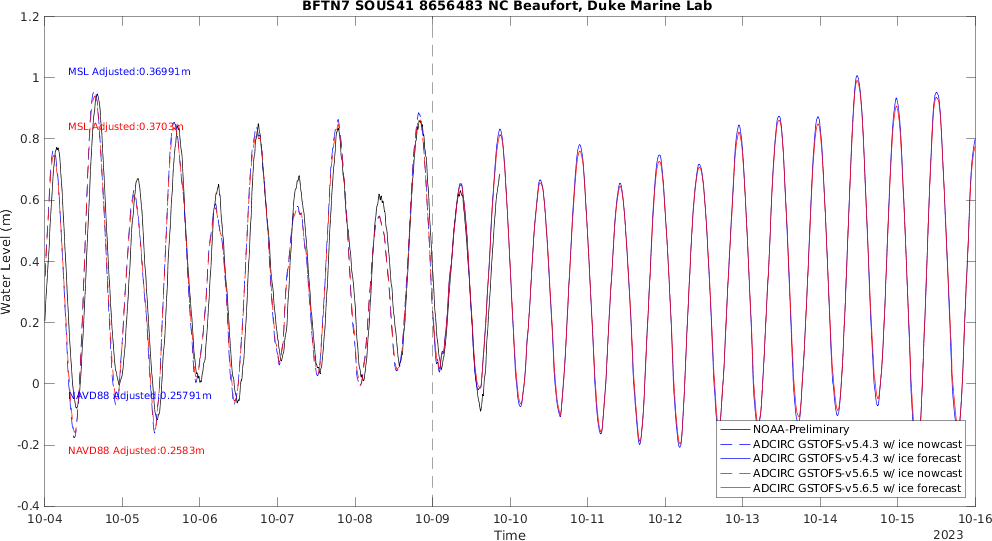 BFTN7 SOUS41 8656483 NC Beaufort, Duke Marine Lab
1.2
1
0.8
0.6
0.4
0.2
0
-0.2
-0.4
Water Level (m)
MSL Adjusted:0.36991m
MSL Adjusted:0.3703m
NAVD88 Adjusted:0.25791m
NAVD88 Adjusted:0.2583m
NOAA-Preliminary
ADCIRC GSTOFS-v5.4.3 w/ ice nowcast
ADCIRC GSTOFS-v5.4.3 w/ ice forecast
ADCIRC GSTOFS-v5.6.5 w/ ice nowcast
ADCIRC GSTOFS-v5.6.5 w/ ice forecast
10-04 10-05 10-06 10-07 10-08 10-09 10-10 10-11 10-12 10-13 10-14 10-15 10-16
Time
2023